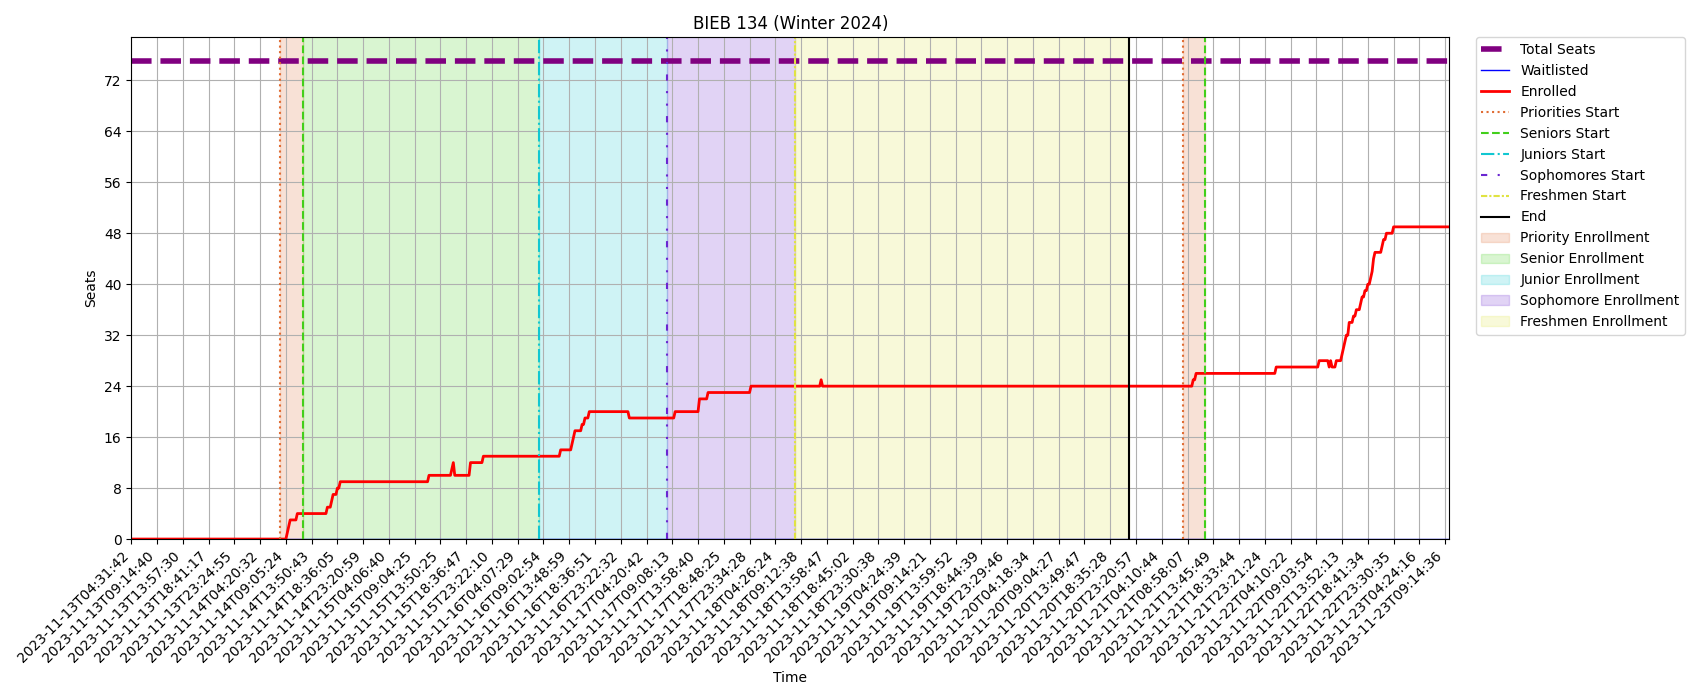 BIEB 134 (Winter 2024)
Seats
72
64
56
48
40
32
24
16
8
0
2023-11-13T04:31:42
2023-11-13T09:14:40
2023-11-13T13:57:30
2023-11-13T18:41:17
2023-11-13T23:24:55
2023-11-14T04:20:32
2023-11-14T09:05:24
2023-11-14T13:50:43
2023-11-14T18:36:05
2023-11-14T23:20:59
2023-11-15T04:06:40
2023-11-15T09:04:25
2023-11-15T13:50:25
2023-11-15T18:36:47
2023-11-15T23:22:10
2023-11-16T04:07:29
2023-11-16T09:02:54
2023-11-16T13:48:59
2023-11-16T18:36:51
2023-11-16T23:22:32
2023-11-17T04:20:42
2023-11-17T09:08:13
2023-11-17T13:58:40
2023-11-17T18:48:25
2023-11-17T23:34:28
2023-11-18T04:26:24
2023-11-18T09:12:38
2023-11-18T13:58:47
2023-11-18T18:45:02
2023-11-18T23:30:38
2023-11-19T04:24:39
2023-11-19T09:14:21
2023-11-19T13:59:52
2023-11-19T18:44:39
2023-11-19T23:29:46
2023-11-20T04:18:34
2023-11-20T09:04:27
2023-11-20T13:49:47
2023-11-20T18:35:28
2023-11-20T23:20:57
2023-11-21T04:10:44
2023-11-21T08:58:07
2023-11-21T13:45:49
2023-11-21T18:33:44
2023-11-21T23:21:24
2023-11-22T04:10:22
2023-11-22T09:03:54
2023-11-22T13:52:13
2023-11-22T18:41:34
2023-11-22T23:30:35
2023-11-23T04:24:16
2023-11-23T09:14:36
Time
Total Seats
Waitlisted
Enrolled
Priorities Start
Seniors Start
Juniors Start
Sophomores Start
Freshmen Start
End
Priority Enrollment
Senior Enrollment
Junior Enrollment
Sophomore Enrollment
Freshmen Enrollment